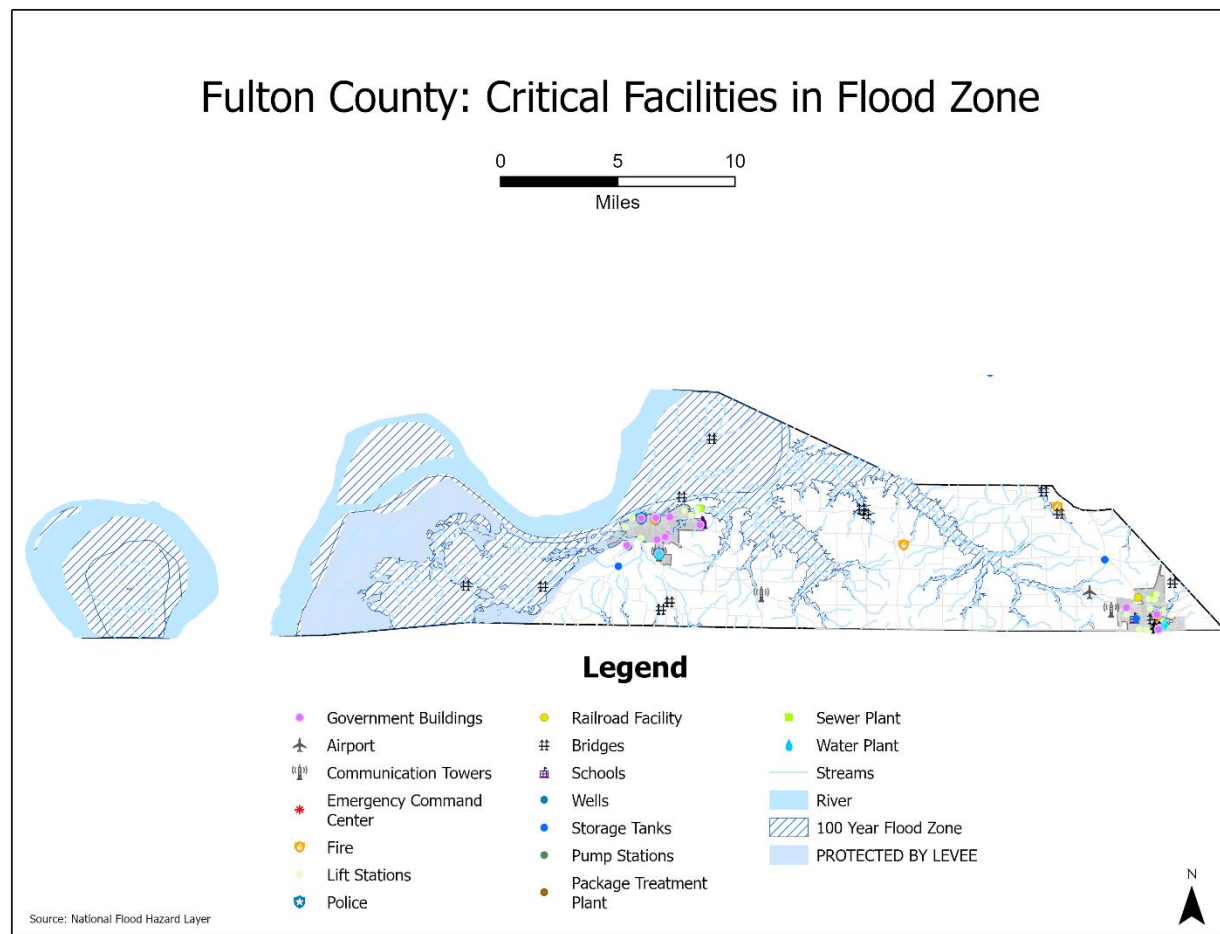 Fulton County: Critical Facilities in Flood Zone
0 5 10
Miles
Legend
Government Buildings
Airport
Communication Towers
Emergency Command
Center
Fire
Lift Stations
Police
Railroad Facility
Bridges
Schools
Wells
Storage Tanks
Pump Stations
Package Treatment
Plant
Sewer Plant
Water Plant
Streams
River
100 Year Flood Zone
PROTECTED BY LEVEE
Source: National Flood Hazard Layer
N